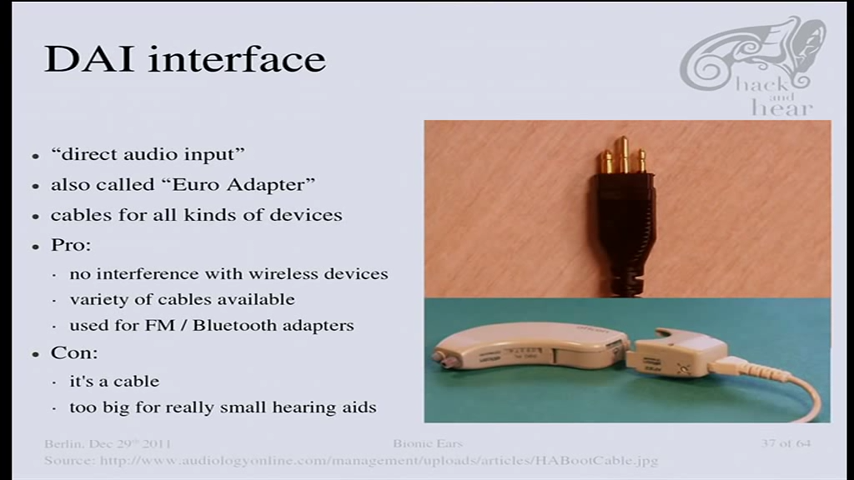 DAI interface
hack
and
hear
“direct audio input”
also called “Euro Adapter”
cables for all kinds of devices
Pro:
no interference with wireless devices
variety of cables available
used for FM / Bluetooth adapters
Con:
it's a cable
too big for really small hearing aids
Berlin, Dec 29th 2011
Bionic Ears
37 of 64
Source: http://www.audiologyonline.com/management/uploads/articles/HABootCable.jpg